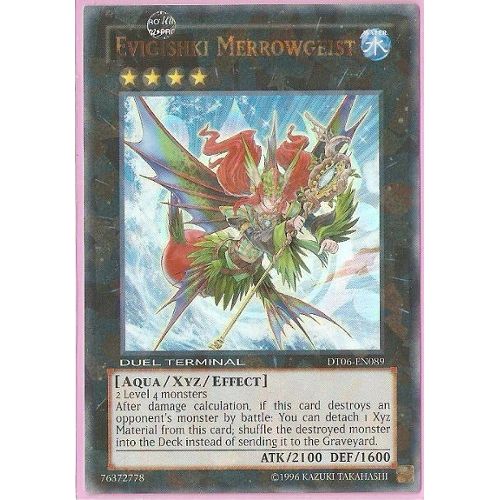 Evigishki Merrowgeist
WATER
水
DUEL TERMINAL
DT06-EN089
[Aqua/Xyz/Effect]
2 Level 4 monsters
After damage calculation, if this card destroys an
opponent's monster by battle: You can detach 1 Xyz
Material from this card; shuffle the destroyed monster
into the Deck instead of sending it to the Graveyard.
ATK/2100 DEF/1600
76372778
©1996 KAZUKI TAKAHASHI